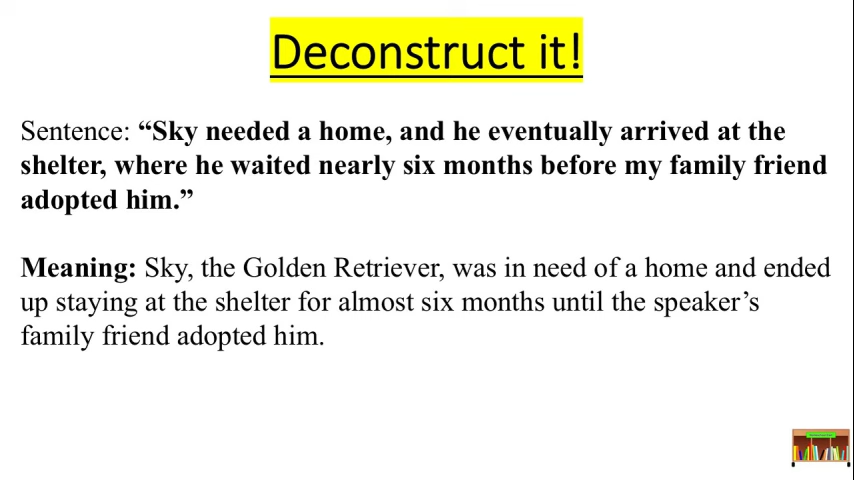 Deconstruct it!
Sentence: “Sky needed a home, and he eventually arrived at the
shelter, where he waited nearly six months before my family friend
adopted him.”
Meaning: Sky, the Golden Retriever, was in need of a home and ended
up staying at the shelter for almost six months until the speaker’s
family friend adopted him.